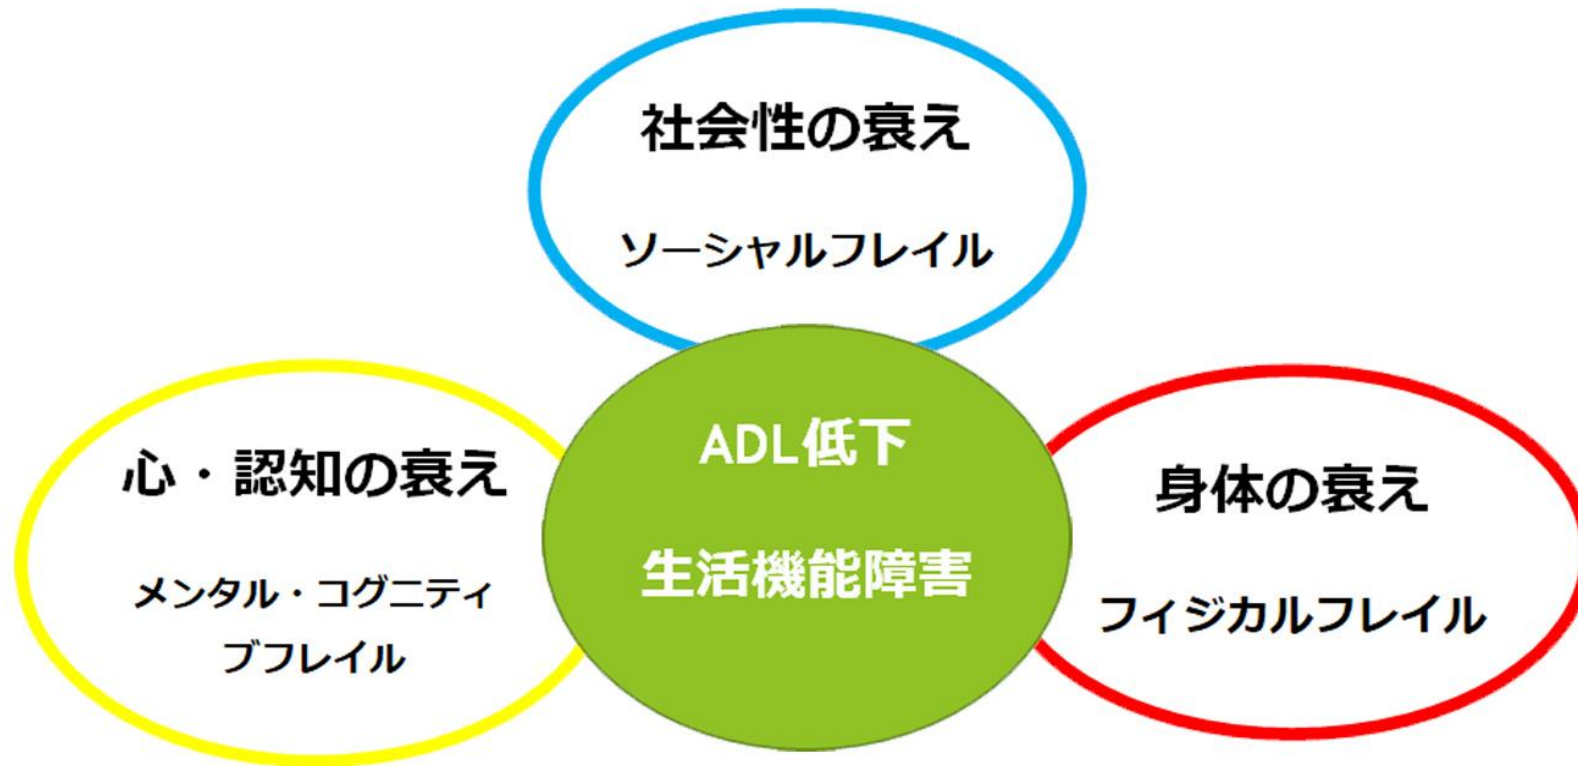 社会性の衰え
ソーシャルフレイル
ADL低下
生活機能障害
心・認知の衰え
メンタル・コグニティ
ブフレイル
身体の衰え
フィジカルフレイル